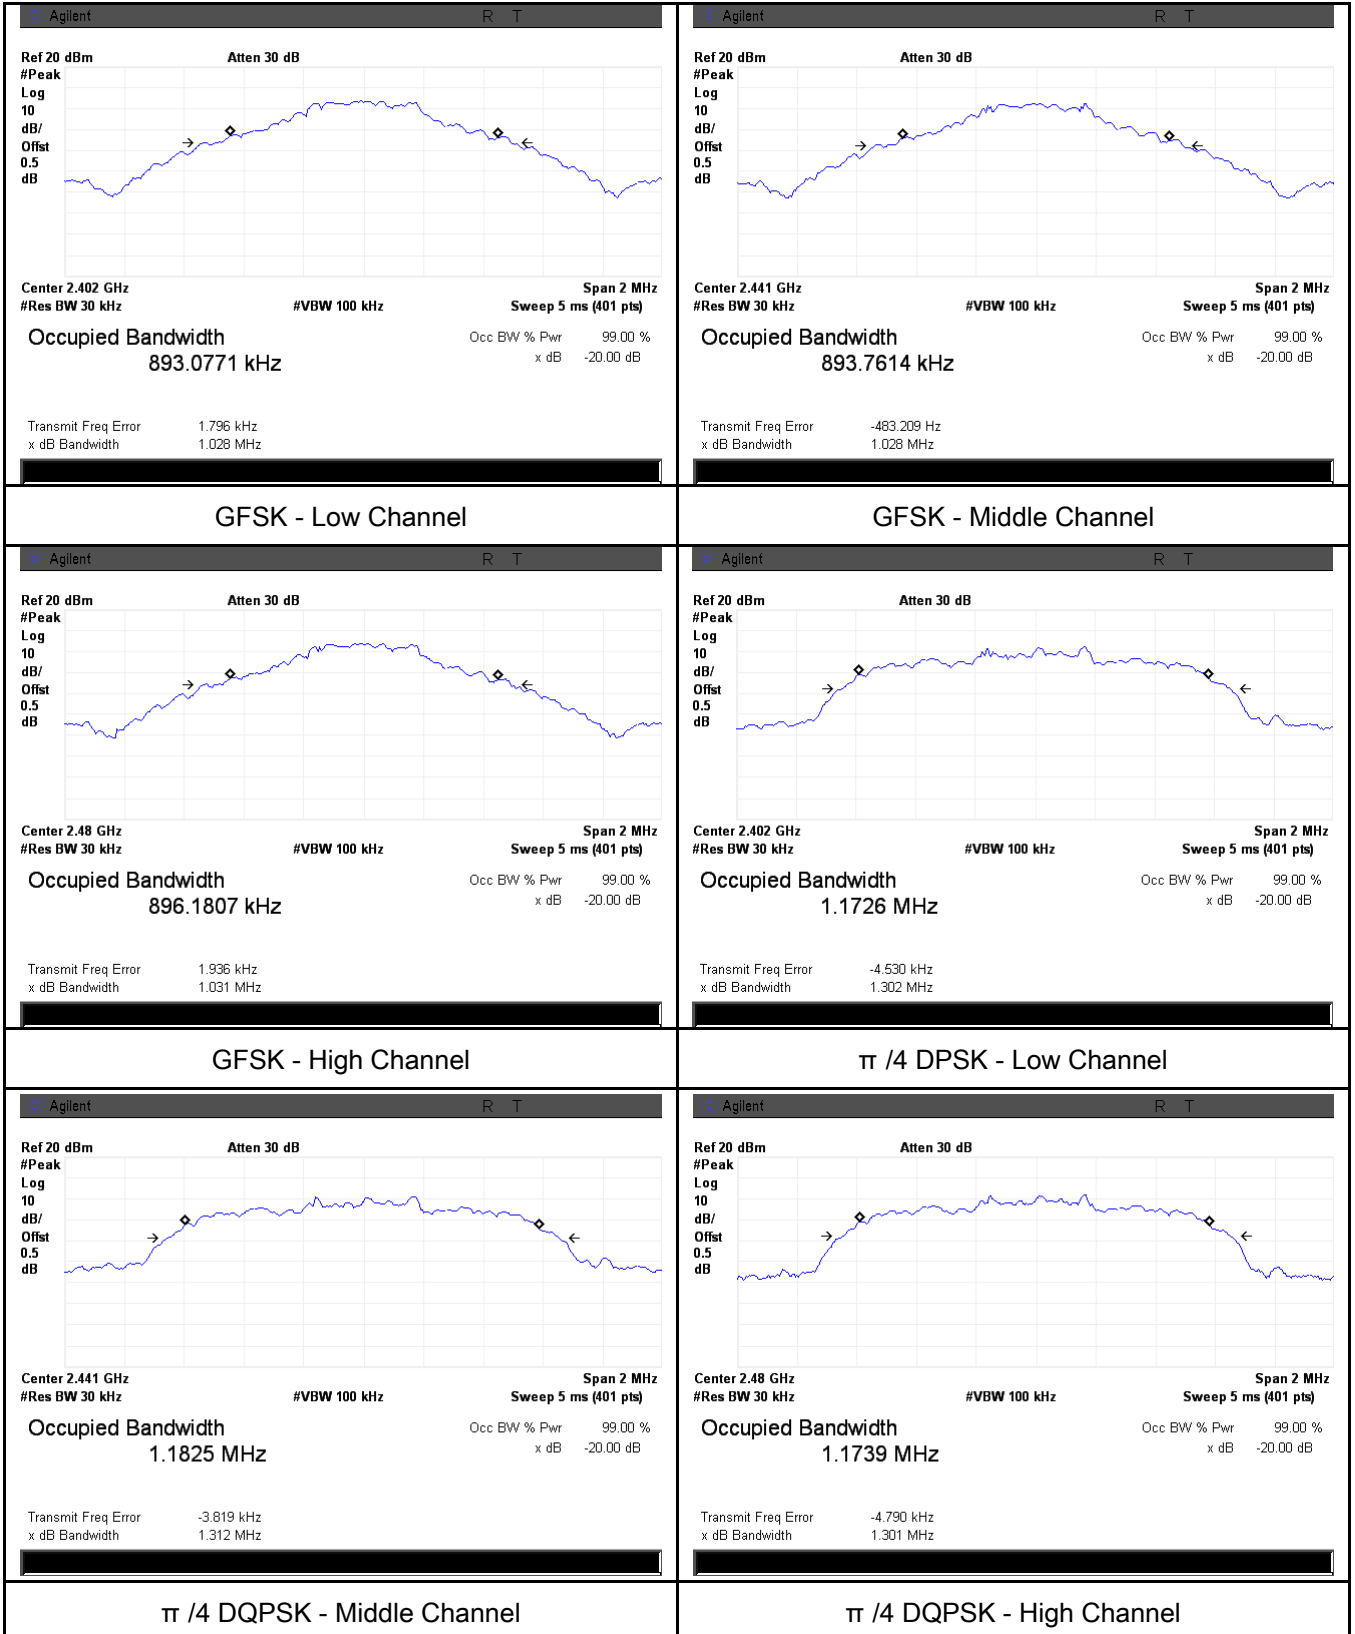 Agilent R T
Ref 20 dBm Atten 30 dB
#Peak
Log
10
dB/
Offst
0.5
dB
Center 2.402 GHz Span 2 MHz
#Res BW 30 kHz #VBW 100 kHz Sweep 5 ms (401 pts)
Occupied Bandwidth Occ BW % Pwr 99.00 %
893.0771 kHz x dB -20.00 dB
Transmit Freq Error 1.796 kHz
x dB Bandwidth 1.028 MHz
GFSK - Low Channel
Agilent R T
Ref 20 dBm Atten 30 dB
#Peak
Log
10
dB/
Offst
0.5
dB
Center 2.441 GHz Span 2 MHz
#Res BW 30 kHz #VBW 100 kHz Sweep 5 ms (401 pts)
Occupied Bandwidth Occ BW % Pwr 99.00 %
893.7614 kHz x dB -20.00 dB
Transmit Freq Error -483.209 Hz
x dB Bandwidth 1.028 MHz
GFSK - Middle Channel
Agilent R T
Ref 20 dBm Atten 30 dB
#Peak
Log
10
dB/
Offst
0.5
dB
Center 2.48 GHz Span 2 MHz
#Res BW 30 kHz #VBW 100 kHz Sweep 5 ms (401 pts)
Occupied Bandwidth Occ BW % Pwr 99.00 %
896.1807 kHz x dB -20.00 dB
Transmit Freq Error 1.936 kHz
x dB Bandwidth 1.031 MHz
GFSK - High Channel
Agilent R T
Ref 20 dBm Atten 30 dB
#Peak
Log
10
dB/
Offst
0.5
dB
Center 2.402 GHz Span 2 MHz
#Res BW 30 kHz #VBW 100 kHz Sweep 5 ms (401 pts)
Occupied Bandwidth Occ BW % Pwr 99.00 %
1.1726 MHz x dB -20.00 dB
Transmit Freq Error -4.530 kHz
x dB Bandwidth 1.302 MHz
π /4 DPSK - Low Channel
Agilent R T
Ref 20 dBm Atten 30 dB
#Peak
Log
10
dB/
Offst
0.5
dB
Center 2.441 GHz Span 2 MHz
#Res BW 30 kHz #VBW 100 kHz Sweep 5 ms (401 pts)
Occupied Bandwidth Occ BW % Pwr 99.00 %
1.1825 MHz x dB -20.00 dB
Transmit Freq Error -3.819 kHz
x dB Bandwidth 1.312 MHz
π /4 DQPSK - Middle Channel
Agilent R T
Ref 20 dBm Atten 30 dB
#Peak
Log
10
dB/
Offst
0.5
dB
Center 2.48 GHz Span 2 MHz
#Res BW 30 kHz #VBW 100 kHz Sweep 5 ms (401 pts)
Occupied Bandwidth Occ BW % Pwr 99.00 %
1.1739 MHz x dB -20.00 dB
Transmit Freq Error -4.790 kHz
x dB Bandwidth 1.301 MHz
π /4 DQPSK - High Channel